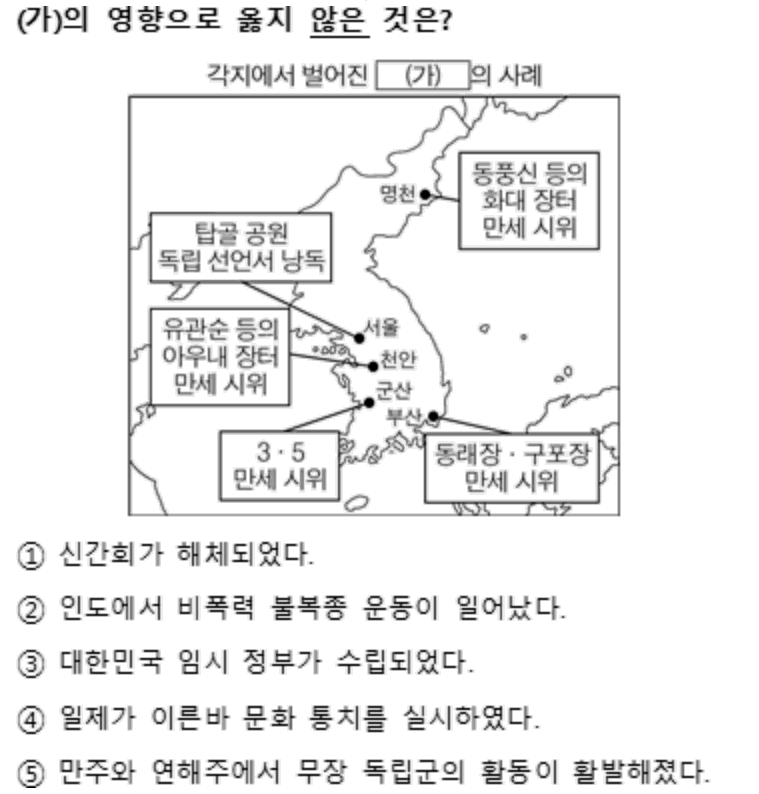 (가)의 영향으로 옳지 않은 것은?
각지에서 벌어진 (가) 의 사례
동풍신 등의
화대 장터
만세 시위
명천
탑골 공원
독립 선언서 낭독
서울
유관순 등의
아우내 장터
만세 시위
천안
군산
부산
3·5
만세 시위
동래장·구포장
만세 시위
① 신간회가 해체되었다.
② 인도에서 비폭력 불복종 운동이 일어났다.
③ 대한민국 임시 정부가 수립되었다.
④ 일제가 이른바 문화 통치를 실시하였다.
⑤ 만주와 연해주에서 무장 독립군의 활동이 활발해졌다.